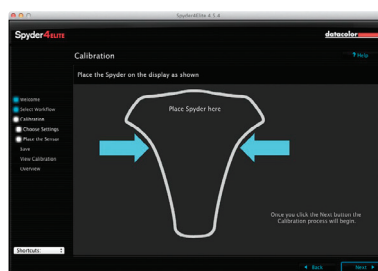 Spyder4Elite 4.5.4
Spyder4ELITE
datacolor
Calibration
? Help
Place the Spyder on the display as shown
Welcome
Select Workflow
Calibration
Choose Settings
Place the Sensor
Save
View Calibration
Overview
Place Spyder here
Once you click the Next button the
Calibration process will begin.
Shortcuts:
Back
Next